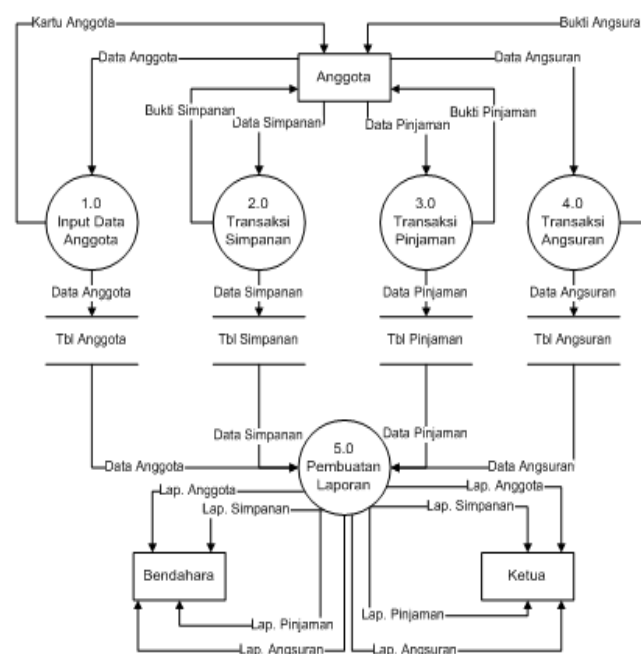 Kartu Anggota
Bukti Angsura
Data Anggota
Data Angsuran
Anggota
Bukti Simpanan
Bukti Pinjaman
Data Simpanan
Data Pinjaman
1.0
Input Data
Anggota
2.0
Transaksi
Simpanan
3.0
Transaksi
Pinjaman
4.0
Transaksi
Angsuran
Data Anggota
Data Simpanan
Data Pinjaman
Data Angsuran
Tbl Anggota
Tbl Simpanan
Tbl Pinjaman
Tbl Angsuran
Data Simpanan
Data Pinjaman
5.0
Pembuatan
Laporan
Data Anggota
Data Angsuran
Lap. Anggota
Lap. Anggota
Lap. Simpanan
Lap. Simpanan
Bendahara
Ketua
Lap. Pinjaman
Lap. Pinjaman
Lap. Angsuran
Lap. Angsuran